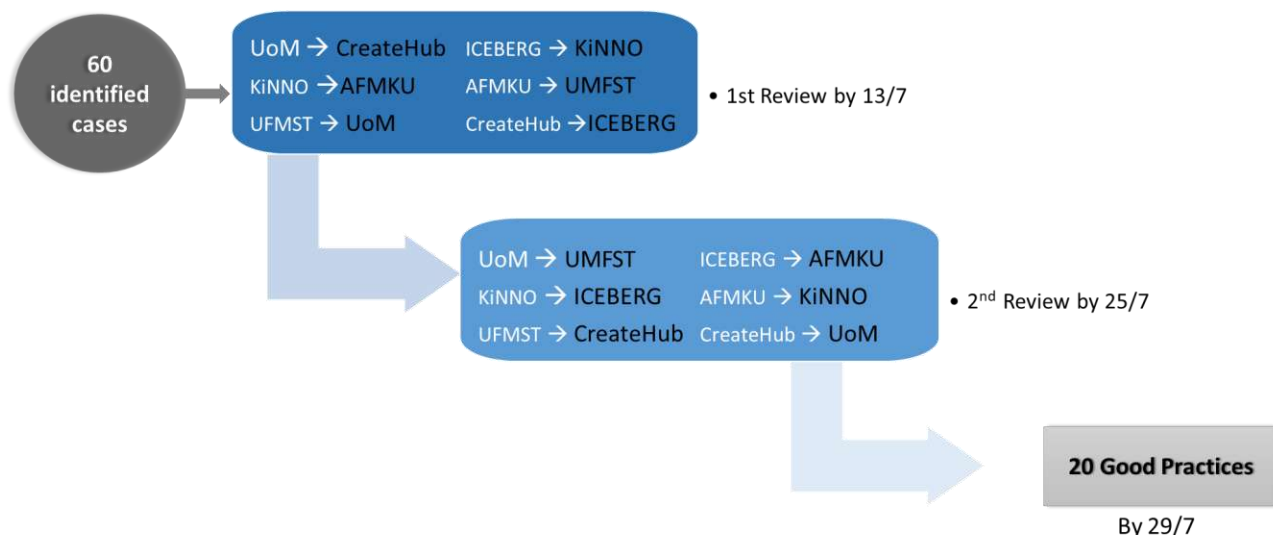 60
identified
cases
UoM → CreateHub
ICEBERG → KiNNO
KiNNO → AFMKU
AFMKU → UMFST
UFMST → UoM
CreateHub → ICEBERG
• 1st Review by 13/7
UoM → UMFST
ICEBERG → AFMKU
KiNNO → ICEBERG
AFMKU → KiNNO
UFMST → CreateHub
CreateHub → UoM
• 2nd Review by 25/7
20 Good Practices
By 29/7